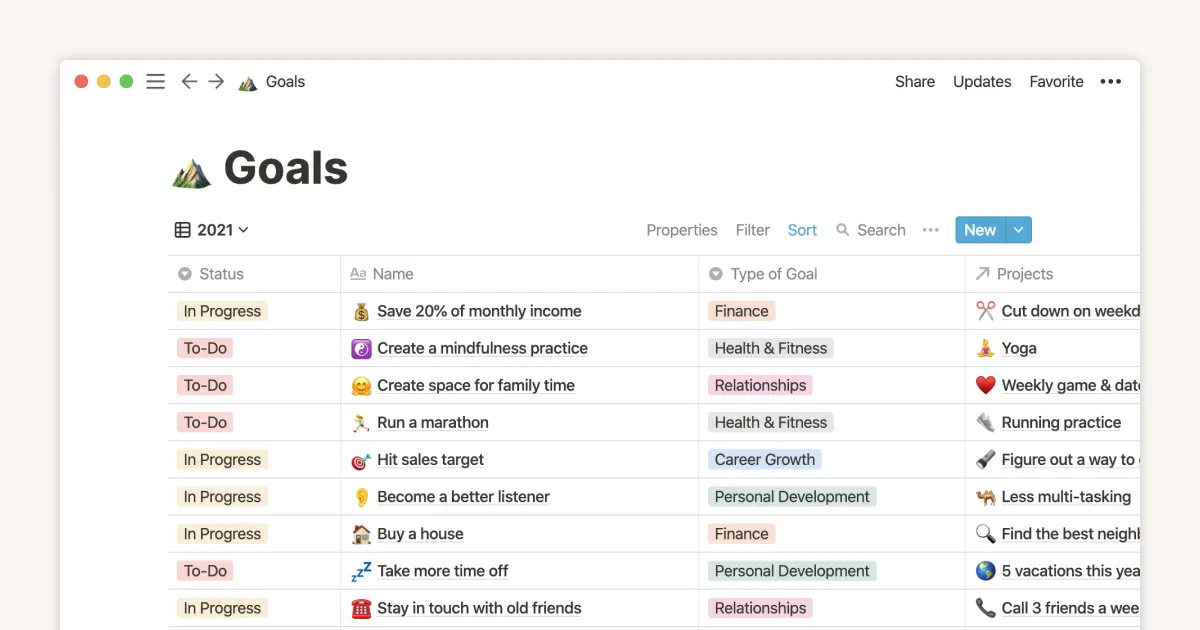 Goals Share Updates Favorite
Goals
2021 Properties Filter Sort Search New
Status Aa Name Type of Goal Projects
In Progress Save 20% of monthly income Finance Cut down on weekd
To-Do Create a mindfulness practice Health & Fitness Yoga
To-Do Create space for family time Relationships Weekly game & date
To-Do Run a marathon Health & Fitness Running practice
In Progress Hit sales target Career Growth Figure out a way to
In Progress Become a better listener Personal Development Less multi-tasking
In Progress Buy a house Finance Find the best neighb
To-Do Take more time off Personal Development 5 vacations this yea
In Progress Stay in touch with old friends Relationships Call 3 friends a wee